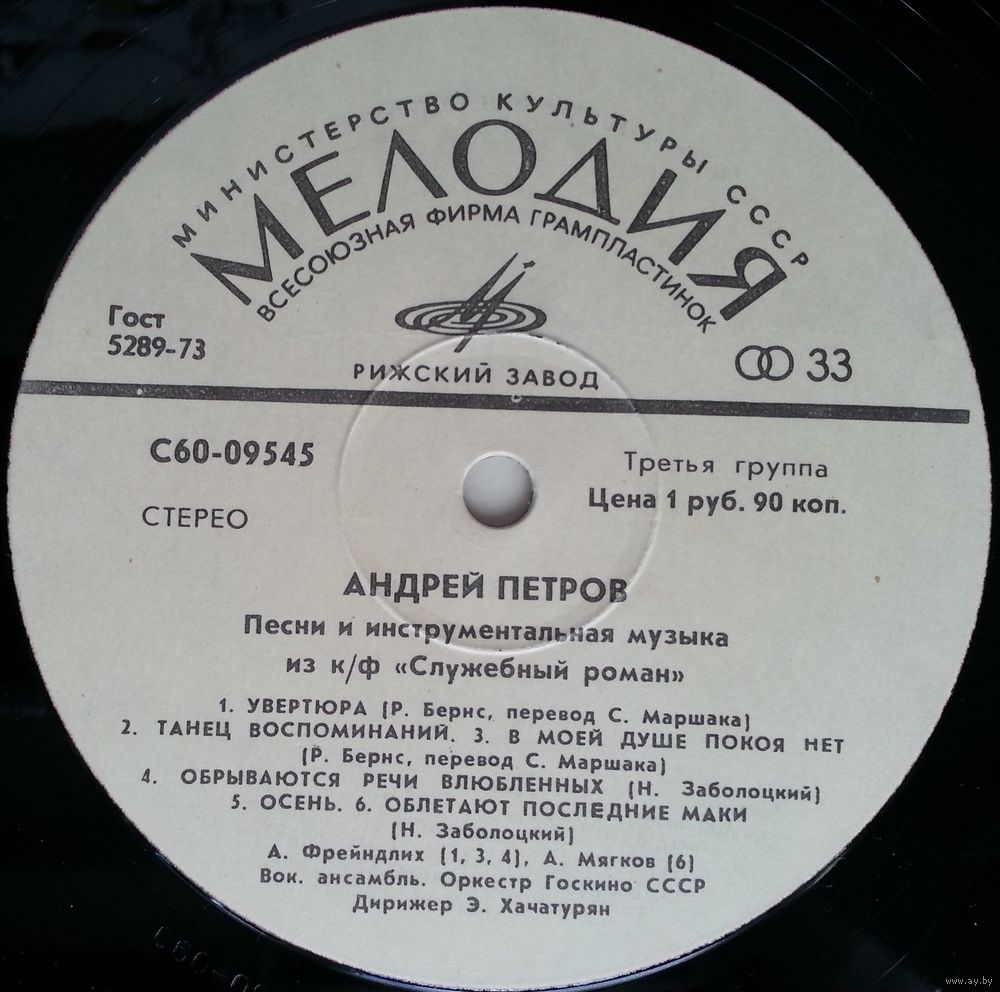 МИНИСТЕРСТВО КУЛЬТУРЫ СССР
МЕЛОДИЯ
ВСЕСОЮЗНАЯ ФИРМА ГРАМПЛАСТИНОК
Гост
5289-73
РИЖСКИЙ ЗАВОД
33
С60-09545
Третья группа
Цена 1 руб. 90 коп.
СТЕРЕО
АНДРЕЙ ПЕТРОВ
Песни и инструментальная музыка
из к/ф «Служебный роман»
1. УВЕРТЮРА (Р. Бернс, перевод С. Маршака)
2. ТАНЕЦ ВОСПОМИНАНИЙ. 3. В МОЕЙ ДУШЕ ПОКОЯ НЕТ
(Р. Бернс, перевод С. Маршака)
4. ОБРЫВАЮТСЯ РЕЧИ ВЛЮБЛЕННЫХ (Н. Заболоцкий)
5. ОСЕНЬ. 6. ОБЛЕТАЮТ ПОСЛЕДНИЕ МАКИ
(Н. Заболоцкий)
А. Фрейндлих (1, 3, 4), А. Мягков (6)
Вок. ансамбль. Оркестр Госкино СССР
Дирижер Э. Хачатурян
www.ay.by